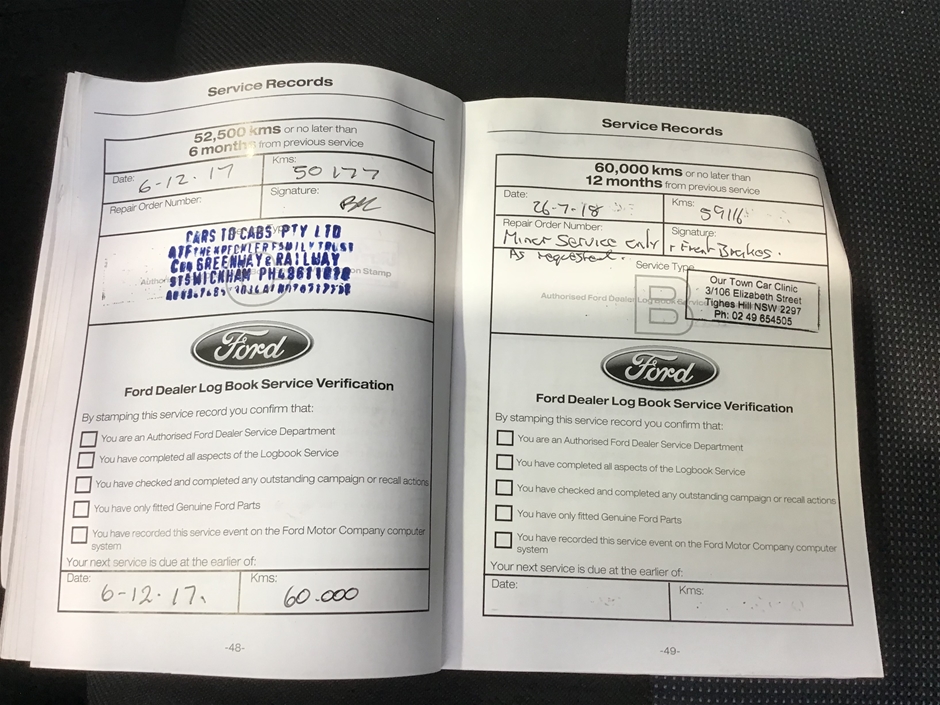 Service Records
52,500 kms or no later than
6 months from previous service
Date: 6-12.17
Kms: 50177
Repair Order Number:
Signature:
CARS TO CABS PTY LTD
FAMILY TRUST
GREENWAY & RAILWAY
STS WICKHAM PH
on Stamp
Ford
Ford Dealer Log Book Service Verification
By stamping this service record you confirm that:
You are an Authorised Ford Dealer Service Department
You have completed all aspects of the Logbook Service
You have checked and completed any outstanding campaign or recall actions
You have only fitted Genuine Ford Parts
You have recorded this service event on the Ford Motor Company computer
system
Your next service is due at the earlier of:
Date: 6-12.17.
Kms: 60.000
-48-
Service Records
60,000 kms or no later than
12 months from previous service
Date: 26-7-18
Kms: 59116
Repair Order Number:
Signature:
Minor Service only + Front Brakes.
As requested.
Service Type
B
Authorised Ford Dealer Log Book Service
Our Town Car Clinic
3/106 Elizabeth Street
Tighes Hill NSW 2297
Ph: 02 49 654505
Ford
Ford Dealer Log Book Service Verification
By stamping this service record you confirm that:
You are an Authorised Ford Dealer Service Department
You have completed all aspects of the Logbook Service
You have checked and completed any outstanding campaign or recall actions
You have only fitted Genuine Ford Parts
You have recorded this service event on the Ford Motor Company computer
system
Your next service is due at the earlier of:
Date:
Kms:
-49-